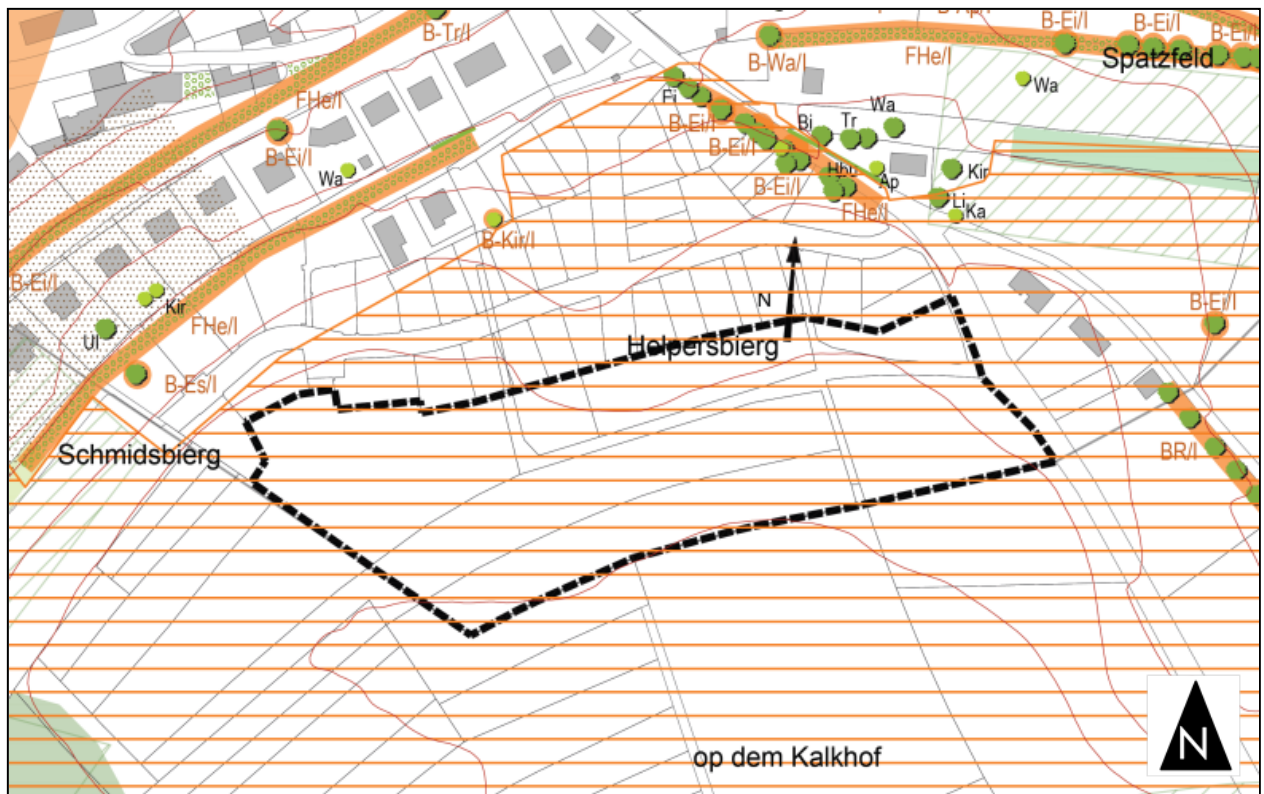 B-Tr/I
B-Wa/I
FHe/I
B-Ei/I
B-Ei/I
B-Ei/I
Spatzfeld
Wa
FHe/I
B-Ei/I
Wa
B-Ei/I
B-Ei/I
B-Ei/I
Bi
Tr
Wa
Ap
Kir
Li
Ka
FHe/I
B-Kir/I
B-Ei/I
Kir
Ul
FHe/I
B-Es/I
N
Helpersbierg
B-Ei/I
Schmidsbierg
BR/I
op dem Kalkhof
N